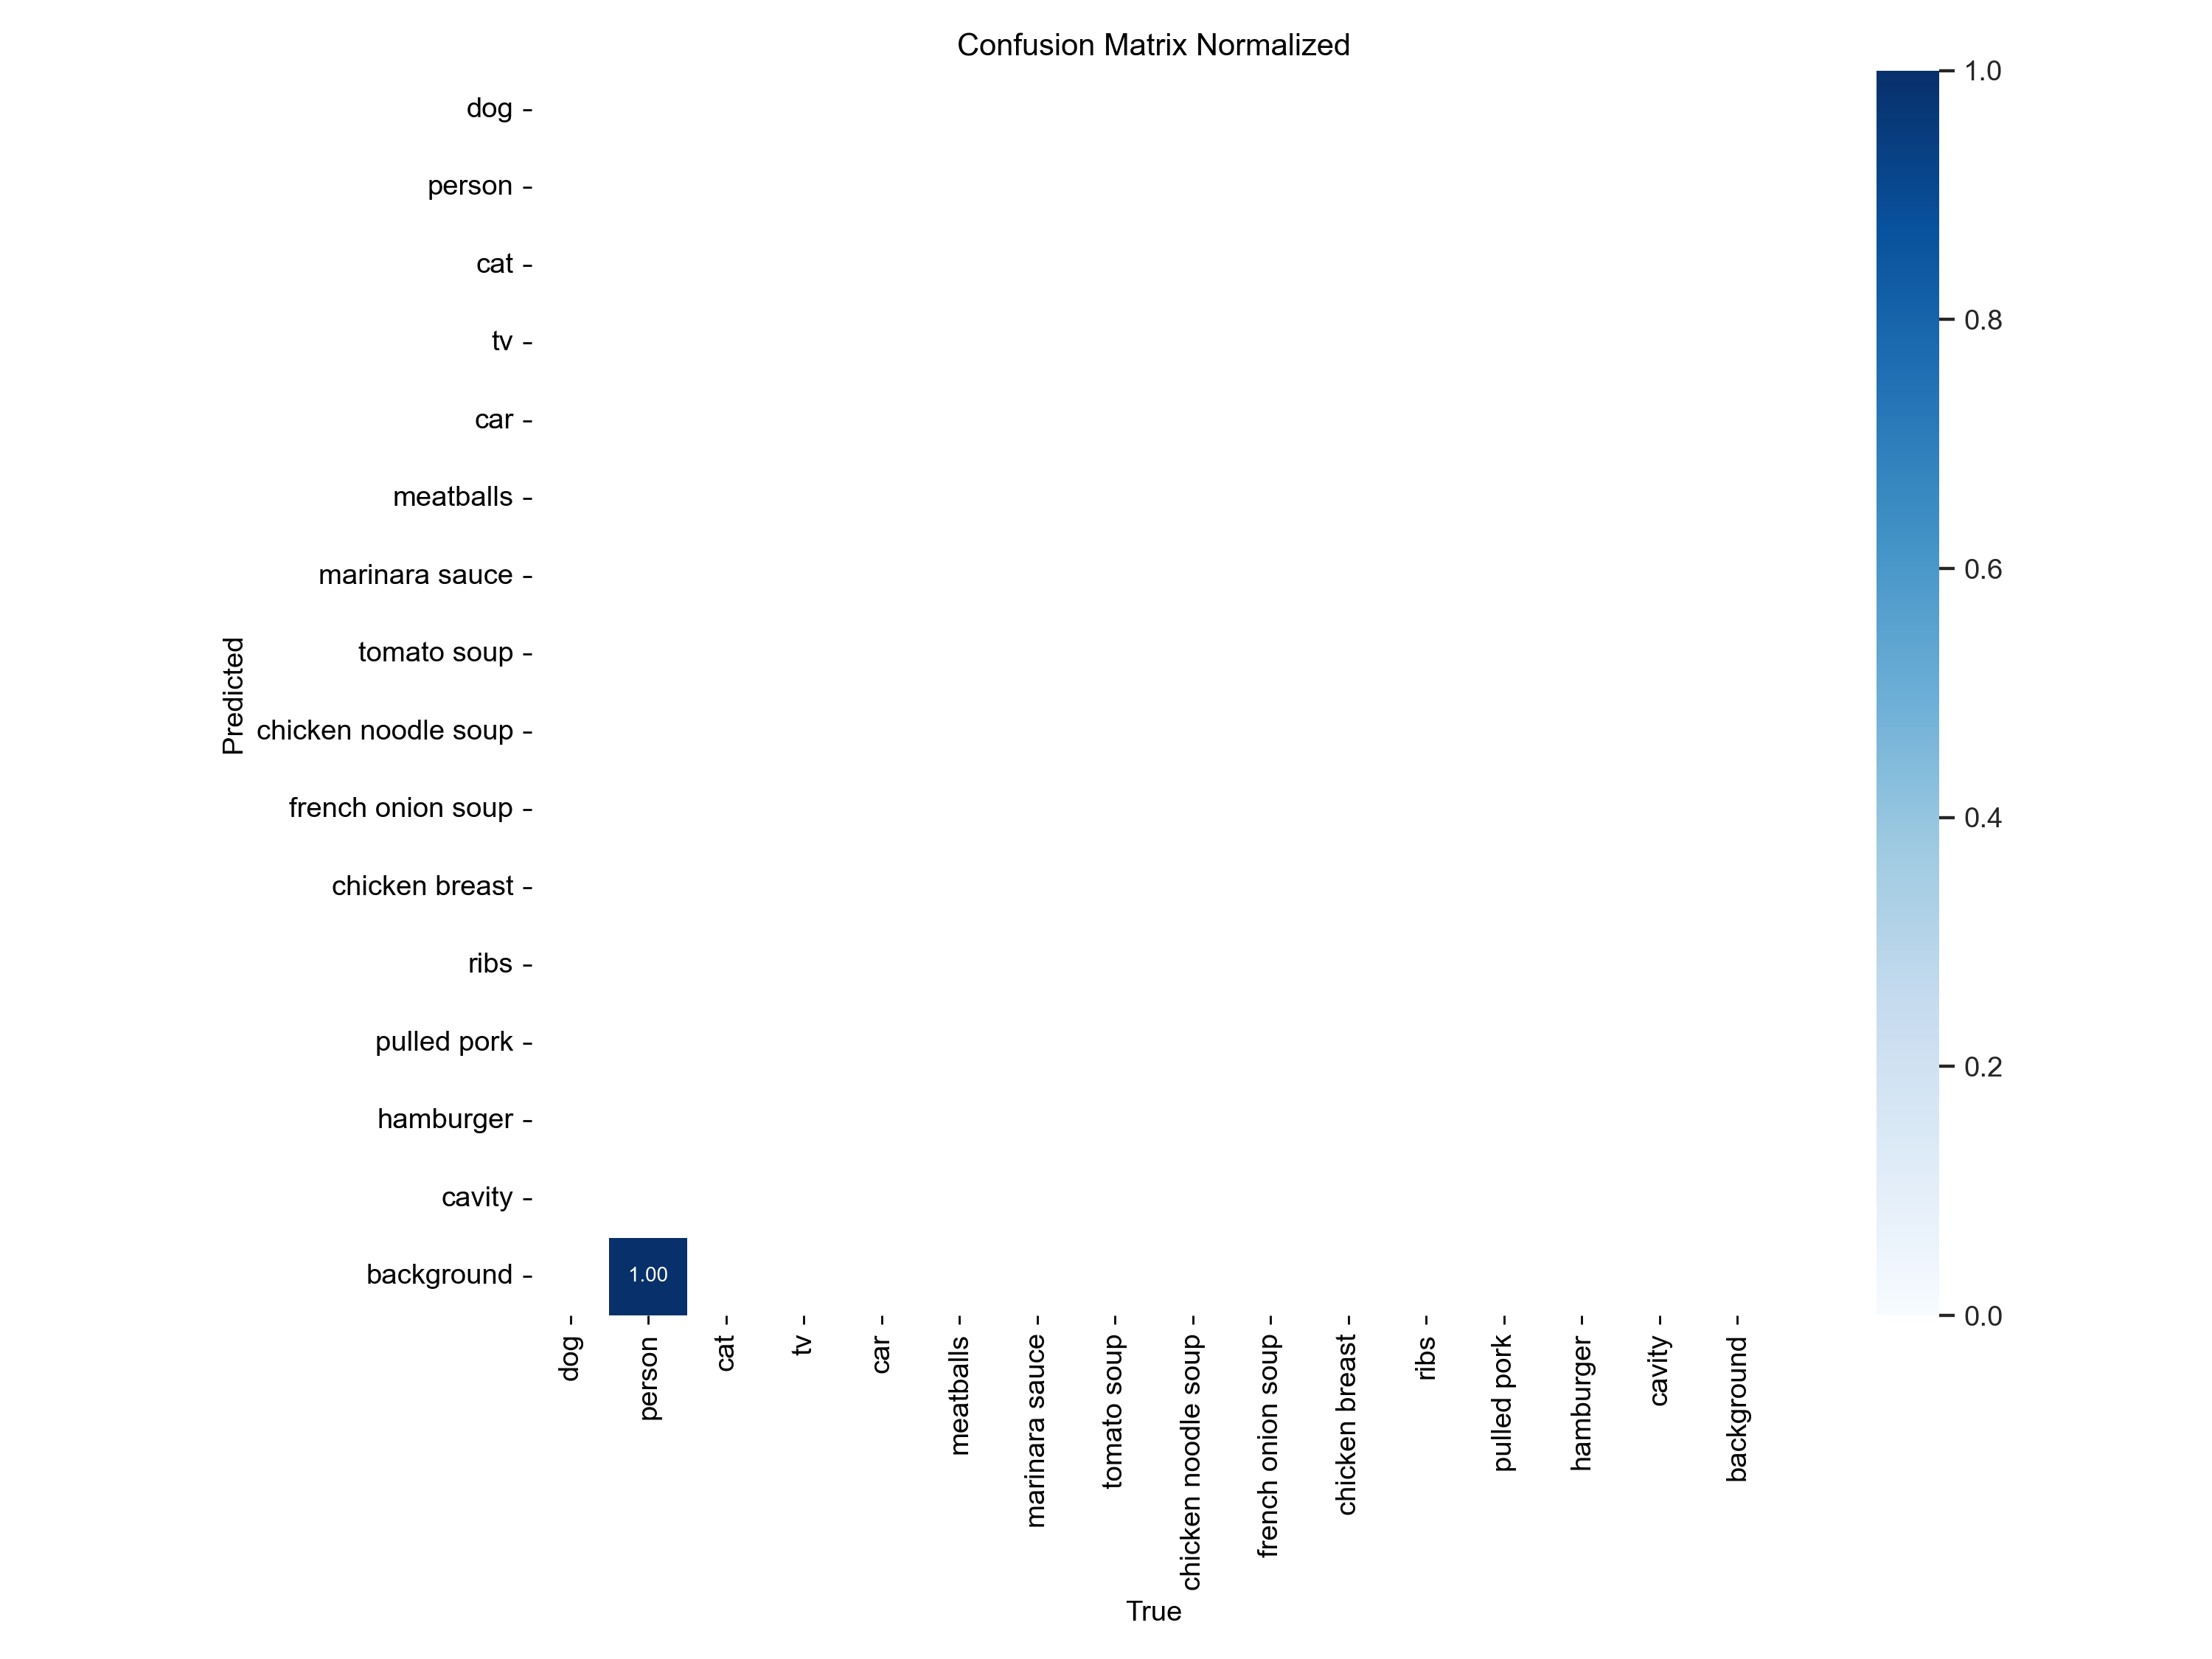 Confusion Matrix Normalized
dog
person
cat
tv
car
meatballs
marinara sauce
tomato soup
chicken noodle soup
french onion soup
chicken breast
ribs
pulled pork
hamburger
cavity
background
Predicted
1.00
dog
person
cat
tv
car
meatballs
marinara sauce
tomato soup
chicken noodle soup
french onion soup
chicken breast
ribs
pulled pork
hamburger
cavity
background
True
1.0
0.8
0.6
0.4
0.2
0.0